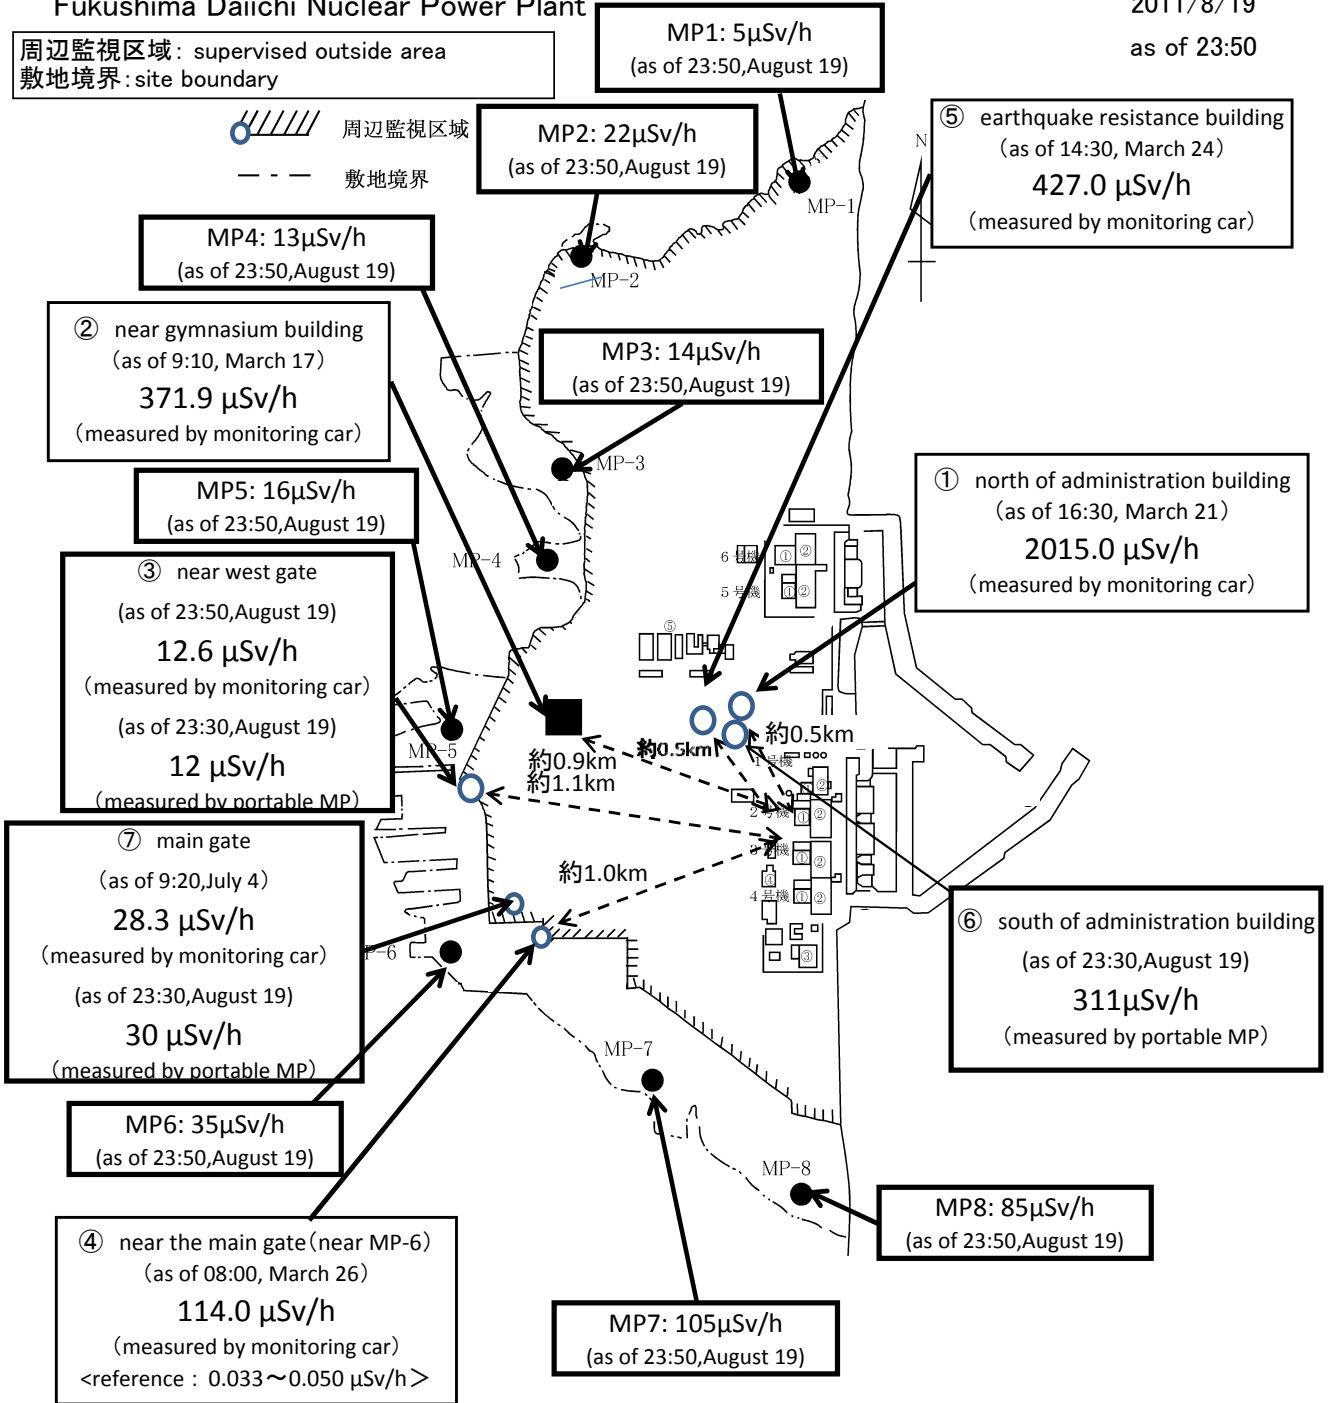 Fukushima Daiichi Nuclear Power Plant
2011/8/19
as of 23:50
周辺監視区域: supervised outside area
敷地境界:site boundary
周辺監視区域
敷地境界
MP1: 5μSv/h
(as of 23:50,August 19)
MP2: 22μSv/h
(as of 23:50,August 19)
⑤ earthquake resistance building
(as of 14:30, March 24)
427.0 μSv/h
(measured by monitoring car)
N
MP-1
MP4: 13μSv/h
(as of 23:50,August 19)
MP-2
② near gymnasium building
(as of 9:10, March 17)
371.9 μSv/h
(measured by monitoring car)
MP3: 14μSv/h
(as of 23:50,August 19)
MP-3
MP5: 16μSv/h
(as of 23:50,August 19)
① north of administration building
(as of 16:30, March 21)
2015.0 μSv/h
(measured by monitoring car)
MP-4
6号機
①
②
5号機
①
②
③ near west gate
(as of 23:50,August 19)
12.6 μSv/h
(measured by monitoring car)
(as of 23:30,August 19)
12 μSv/h
(measured by portable MP)
⑤
MP-5
約0.9km
約1.1km
約0.5km
約0.5km
1号機
②
2号機
①
②
3号機
①
②
④
4号機
①
②
③
約1.0km
⑦ main gate
(as of 9:20,July 4)
28.3 μSv/h
(measured by monitoring car)
(as of 23:30,August 19)
30 μSv/h
(measured by portable MP)
P-6
⑥ south of administration building
(as of 23:30,August 19)
311μSv/h
(measured by portable MP)
MP-7
MP6: 35μSv/h
(as of 23:50,August 19)
MP-8
MP8: 85μSv/h
(as of 23:50,August 19)
④ near the main gate(near MP-6)
(as of 08:00, March 26)
114.0 μSv/h
(measured by monitoring car)
<reference : 0.033～0.050 μSv/h＞
MP7: 105μSv/h
(as of 23:50,August 19)